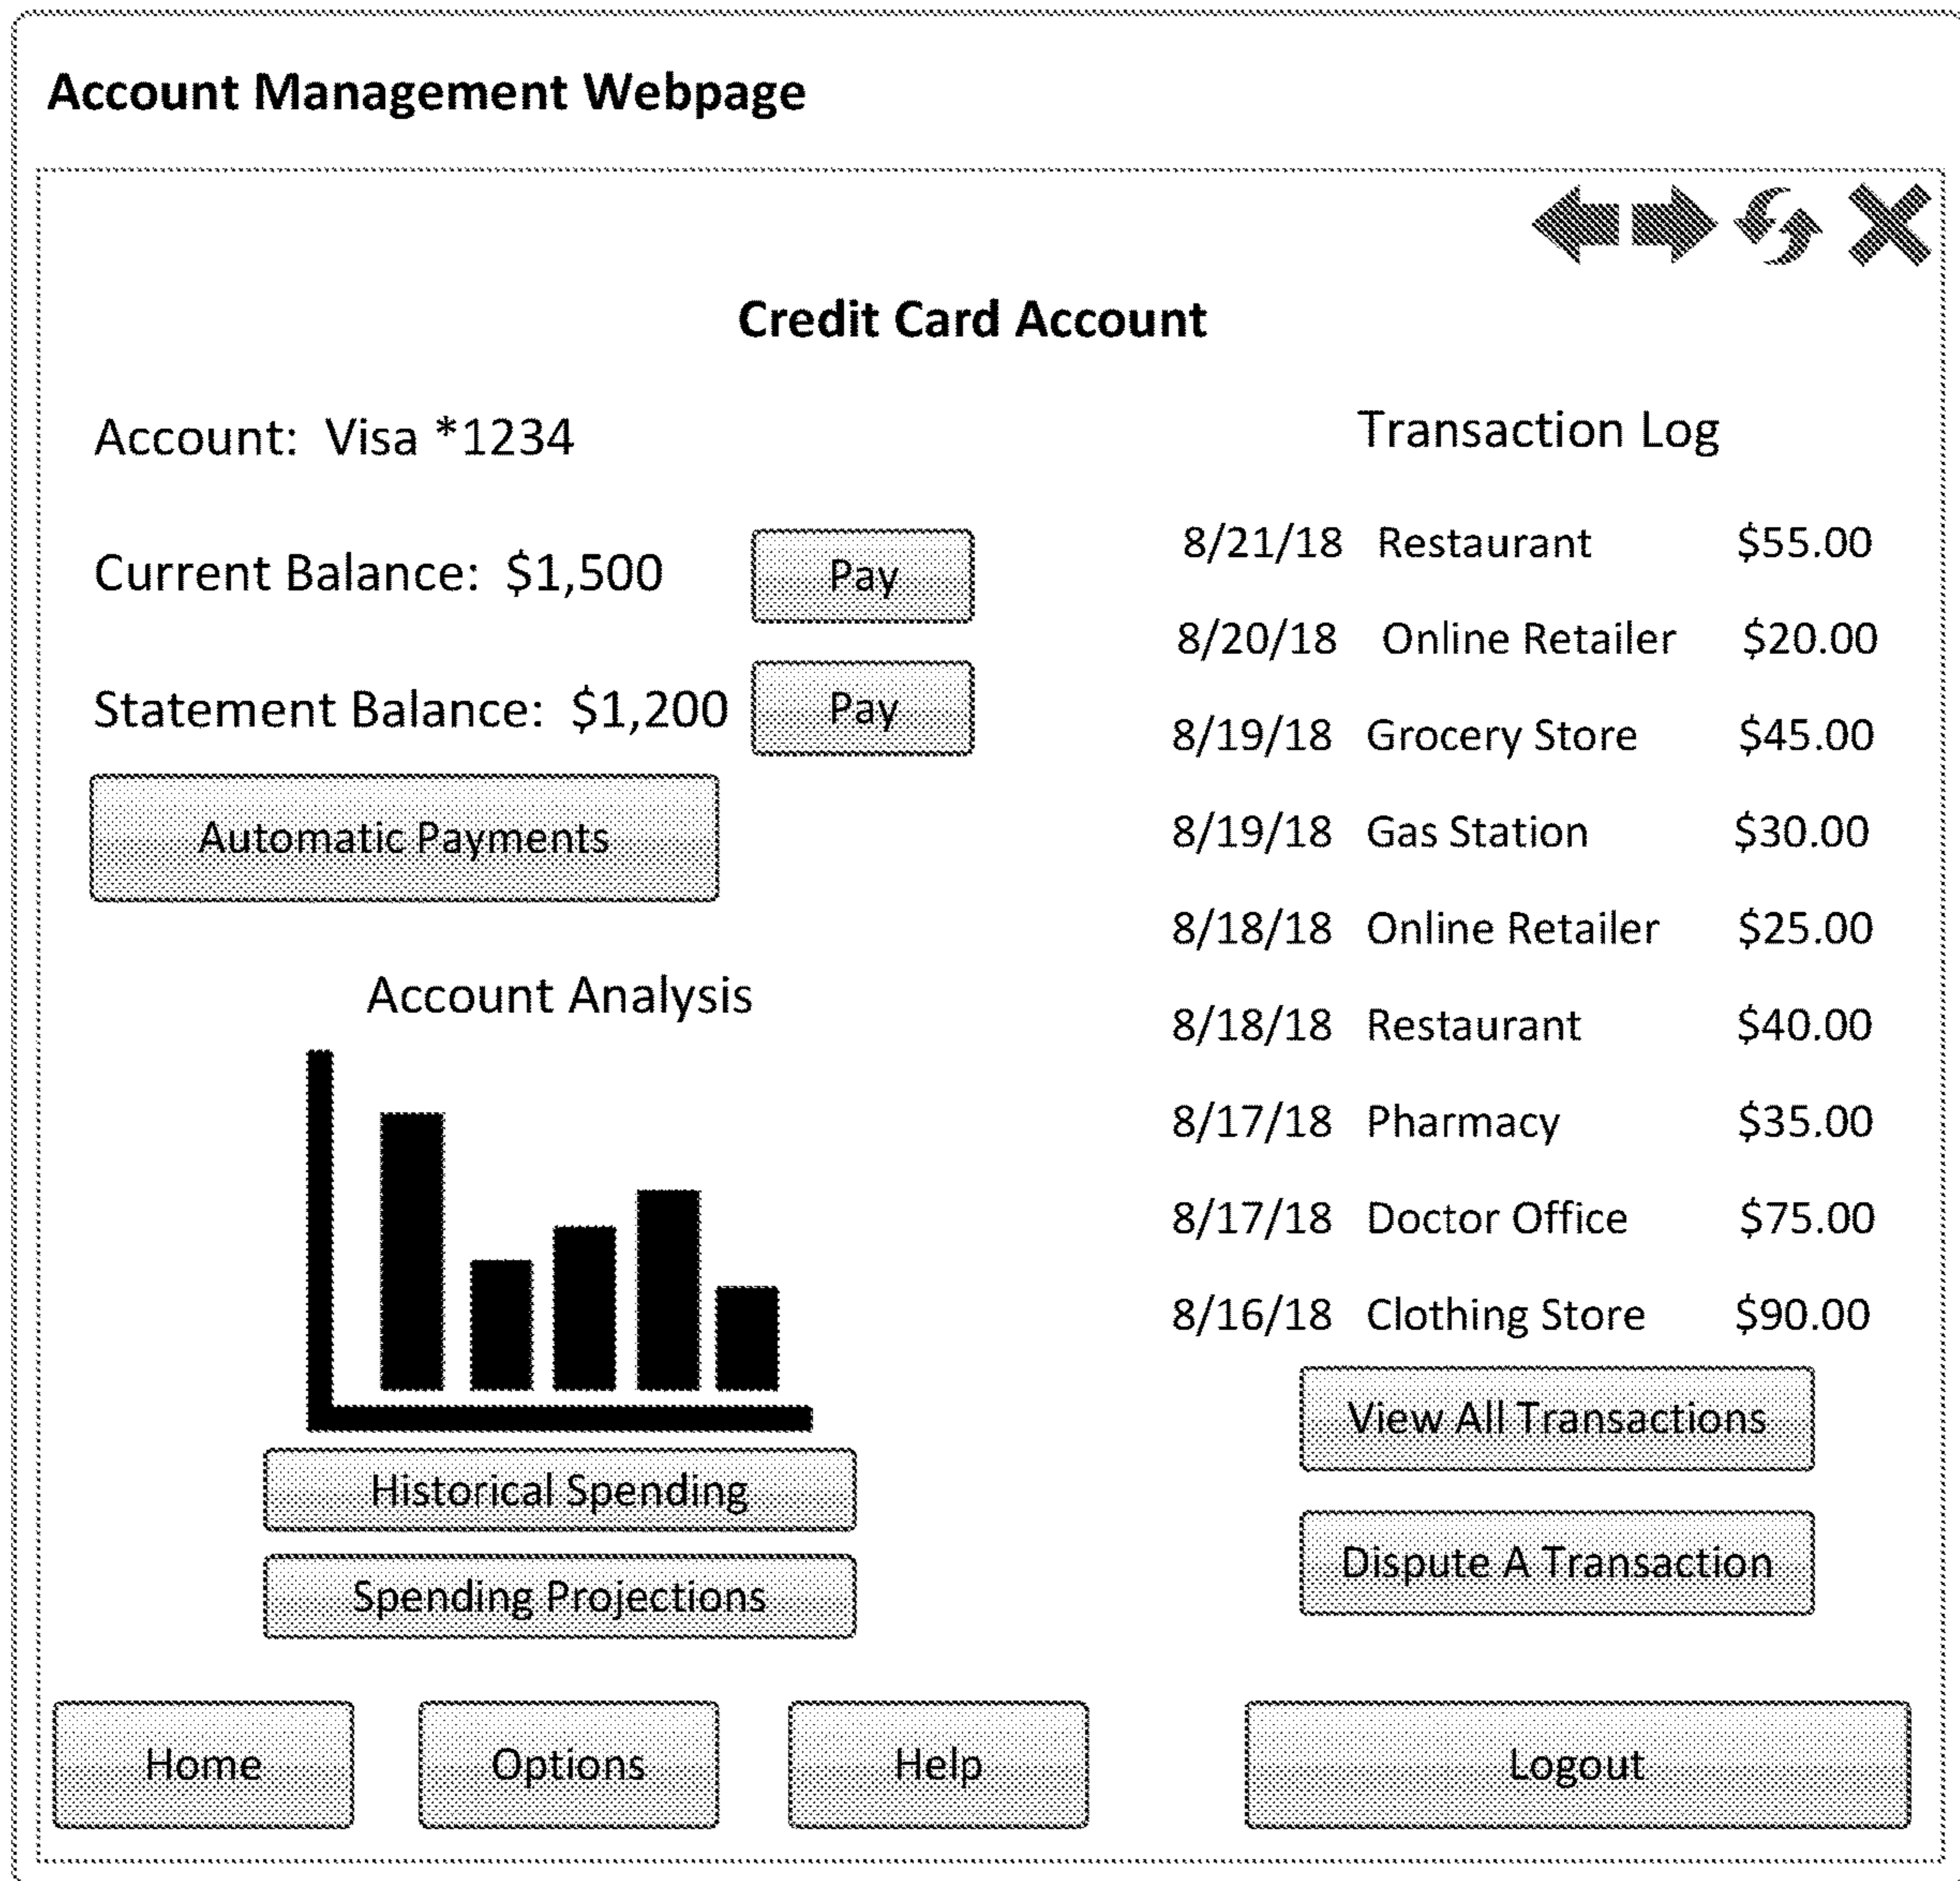 Account Management Webpage
Credit Card Account
Account: Visa *1234
Current Balance: $1,500 Pay
Statement Balance: $1,200 Pay
Automatic Payments
Account Analysis
Historical Spending
Spending Projections
Transaction Log
8/21/18 Restaurant $55.00
8/20/18 Online Retailer $20.00
8/19/18 Grocery Store $45.00
8/19/18 Gas Station $30.00
8/18/18 Online Retailer $25.00
8/18/18 Restaurant $40.00
8/17/18 Pharmacy $35.00
8/17/18 Doctor Office $75.00
8/16/18 Clothing Store $90.00
View All Transactions
Dispute A Transaction
Home Options Help Logout